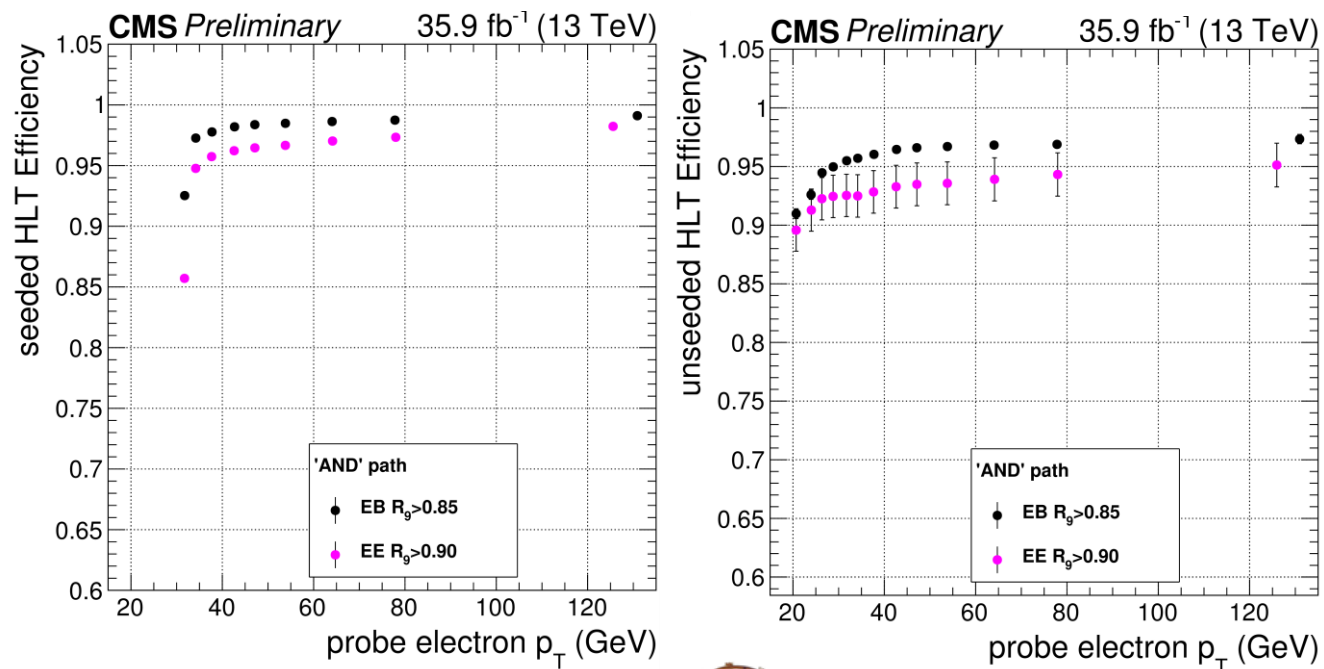 CMS Preliminary 35.9 fb⁻¹ (13 TeV)
seeded HLT Efficiency
1.05
1
0.95
0.9
0.85
0.8
0.75
0.7
0.65
0.6
'AND' path
EB R₉>0.85
EE R₉>0.90
20 40 60 80 100 120
probe electron p_T (GeV)
CMS Preliminary 35.9 fb⁻¹ (13 TeV)
unseeded HLT Efficiency
1.05
1
0.95
0.9
0.85
0.8
0.75
0.7
0.65
0.6
'AND' path
EB R₉>0.85
EE R₉>0.90
20 40 60 80 100 120
probe electron p_T (GeV)